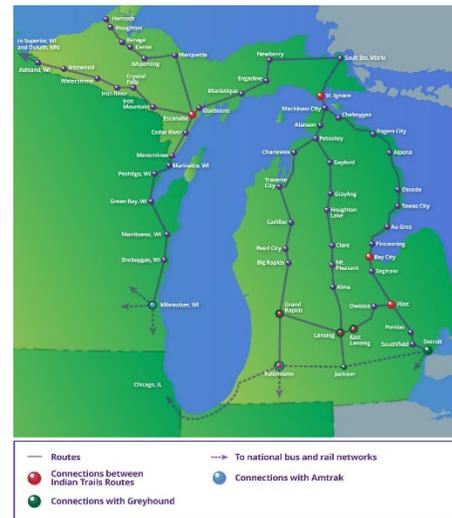 Hancock
Houghton
Baraga
L'anse
to Superior, WI
and Duluth, MN
Ashland, WI
Ironwood
Watersmeet
Iron River
Crystal
Falls
Iron
Mountain
Ishpeming
Marquette
Escanaba
Gladstone
Manistique
Engadine
Newberry
Sault Ste. Marie
St. Ignace
Mackinaw City
Cheboygan
Cedar River
Menominee
Marinette, WI
Peshtigo, WI
Green Bay, WI
Manitowoc, WI
Sheboygan, WI
Milwaukee, WI
Chicago, IL
Alanson
Petoskey
Charlevoix
Rogers City
Alpena
Gaylord
Traverse
City
Grayling
Oscoda
Houghton
Lake
Tawas City
Cadillac
Au Gres
Reed City
Clare
Pinconning
Big Rapids
Mt.
Pleasant
Bay City
Saginaw
Alma
Grand
Rapids
Owosso
Flint
Lansing
East
Lansing
Pontiac
Southfield
Detroit
Kalamazoo
Jackson
Routes
To national bus and rail networks
Connections between
Indian Trails Routes
Connections with Amtrak
Connections with Greyhound